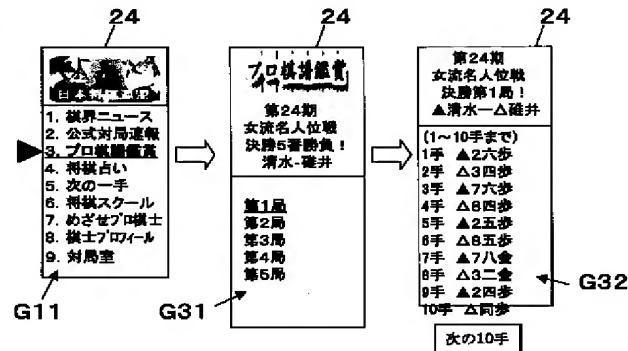 24
日本将棋連盟
1. 棋界ニュース
2. 公式対局速報
3. プロ棋譜鑑賞
4. 将棋占い
5. 次の一手
6. 将棋スクール
7. めざせプロ棋士
8. 棋士プロフィール
9. 対局室
G11
24
プロ棋譜鑑賞
第24期
女流名人位戦
決勝5番勝負！
清水-碓井
第1局
第2局
第3局
第4局
第5局
G31
24
第24期
女流名人位戦
決勝第1局！
▲清水―△碓井
(1～10手まで)
1手 ▲2六歩
2手 △3四歩
3手 ▲7六歩
4手 △8四歩
5手 ▲2五歩
6手 △8五歩
7手 ▲7八金
8手 △3二金
9手 ▲2四歩
10手 △同歩
次の10手
G32